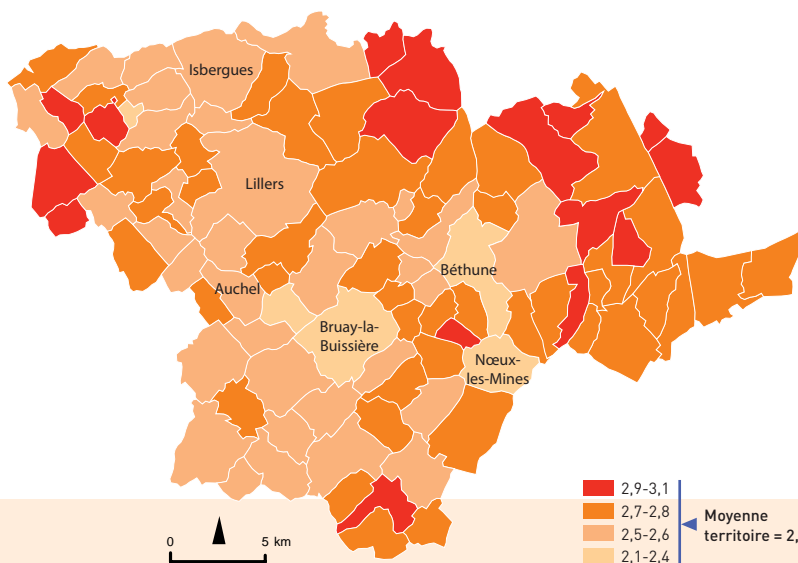 Isbergues
Lillers
Béthune
Auchel
Bruay-la-
Buissière
Nœux-
les-Mines
2,9-3,1
2,7-2,8
2,5-2,6
2,1-2,4
Moyenne
territoire = 2,
0 5 km